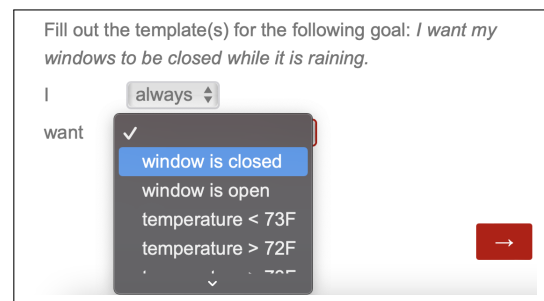 Fill out the template(s) for the following goal: I want my
windows to be closed while it is raining.
I always
want
window is closed
window is open
temperature < 73F
temperature > 72F